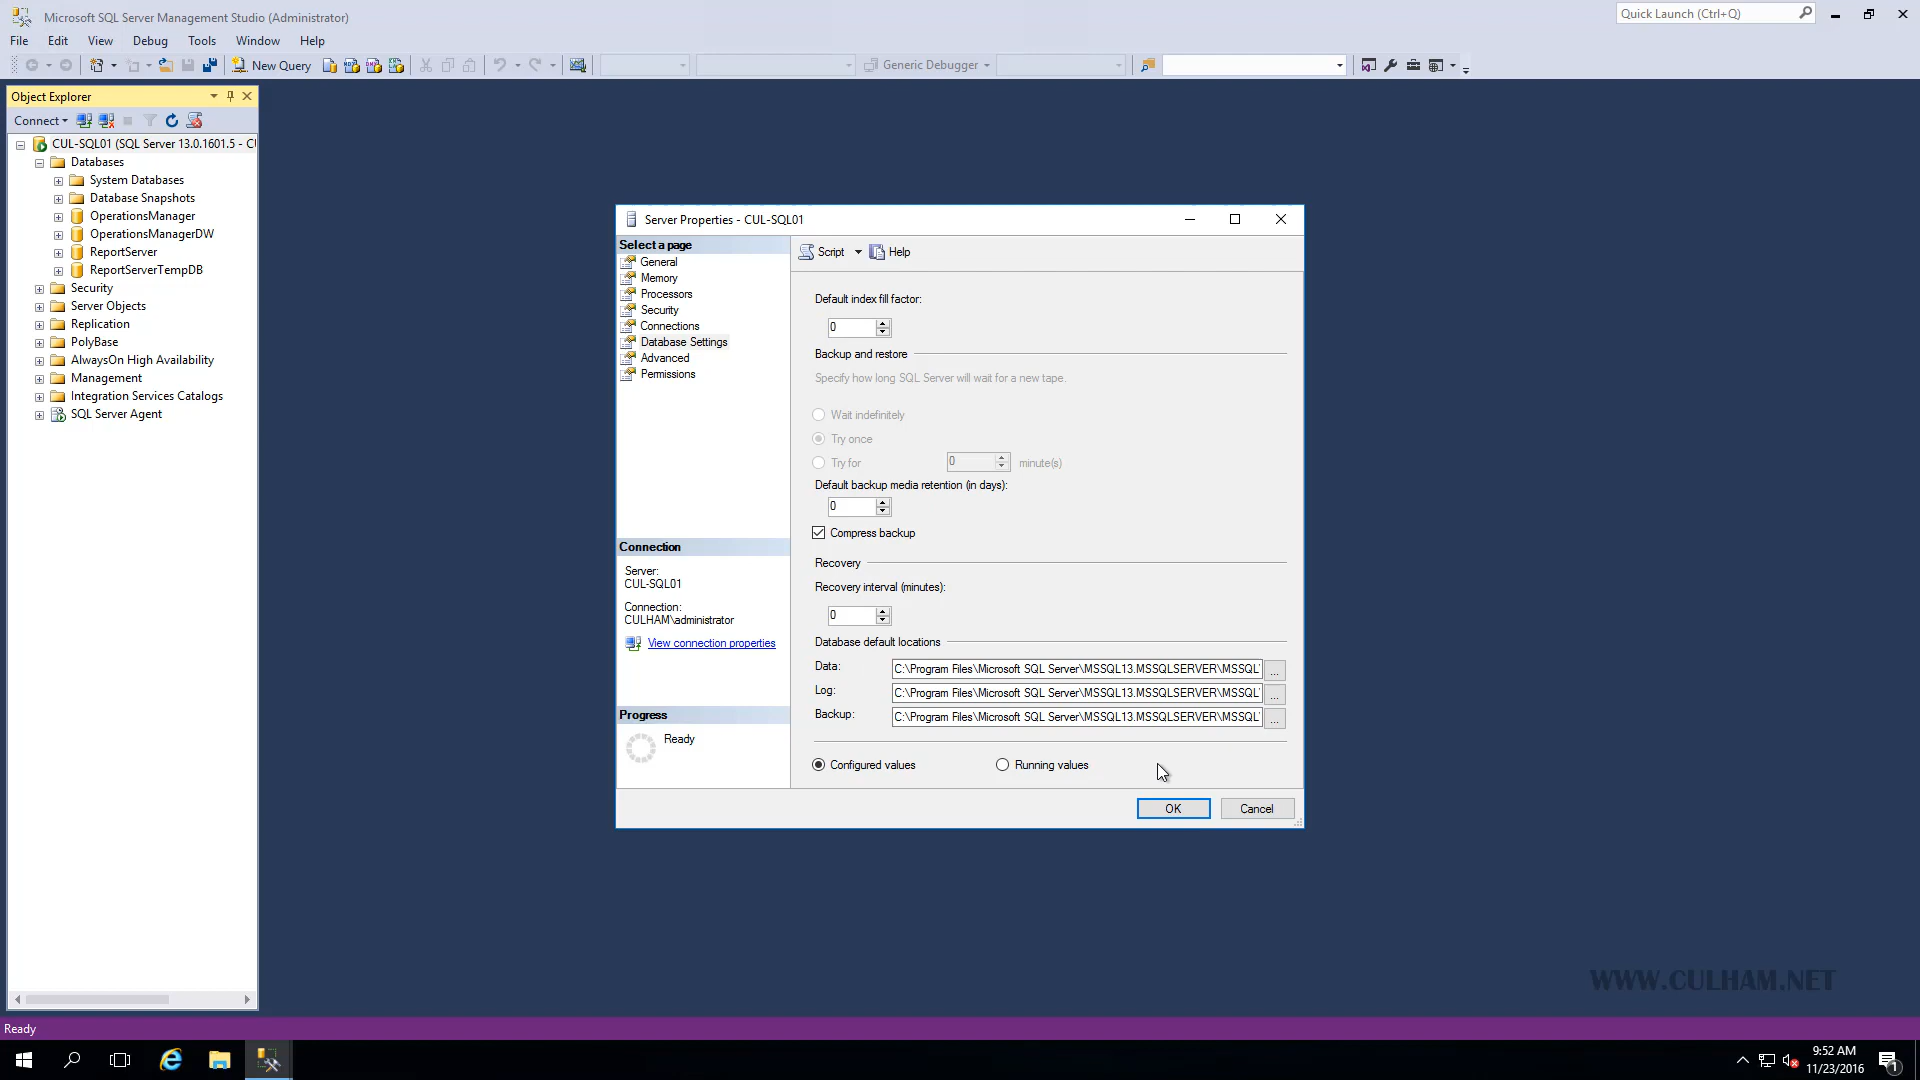 Microsoft SQL Server Management Studio (Administrator)
Quick Launch (Ctrl+Q)
File Edit View Debug Tools Window Help
New Query
Generic Debugger
Object Explorer
Connect
CUL-SQL01 (SQL Server 13.0.1601.5 - CU
Databases
System Databases
Database Snapshots
OperationsManager
OperationsManagerDW
ReportServer
ReportServerTempDB
Security
Server Objects
Replication
PolyBase
AlwaysOn High Availability
Management
Integration Services Catalogs
SQL Server Agent
Server Properties - CUL-SQL01
Select a page
General
Memory
Processors
Security
Connections
Database Settings
Advanced
Permissions
Connection
Server:
CUL-SQL01
Connection:
CULHAM\administrator
View connection properties
Progress
Ready
Script Help
Default index fill factor:
0
Backup and restore
Specify how long SQL Server will wait for a new tape.
Wait indefinitely
Try once
Try for 0 minute(s)
Default backup media retention (in days):
0
Compress backup
Recovery
Recovery interval (minutes):
0
Database default locations
Data: C:\Program Files\Microsoft SQL Server\MSSQL13.MSSQLSERVER\MSSQL\ ...
Log: C:\Program Files\Microsoft SQL Server\MSSQL13.MSSQLSERVER\MSSQL\ ...
Backup: C:\Program Files\Microsoft SQL Server\MSSQL13.MSSQLSERVER\MSSQL\ ...
Configured values Running values
OK Cancel
WWW.CULHAM.NET
Ready
9:52 AM
11/23/2016
1